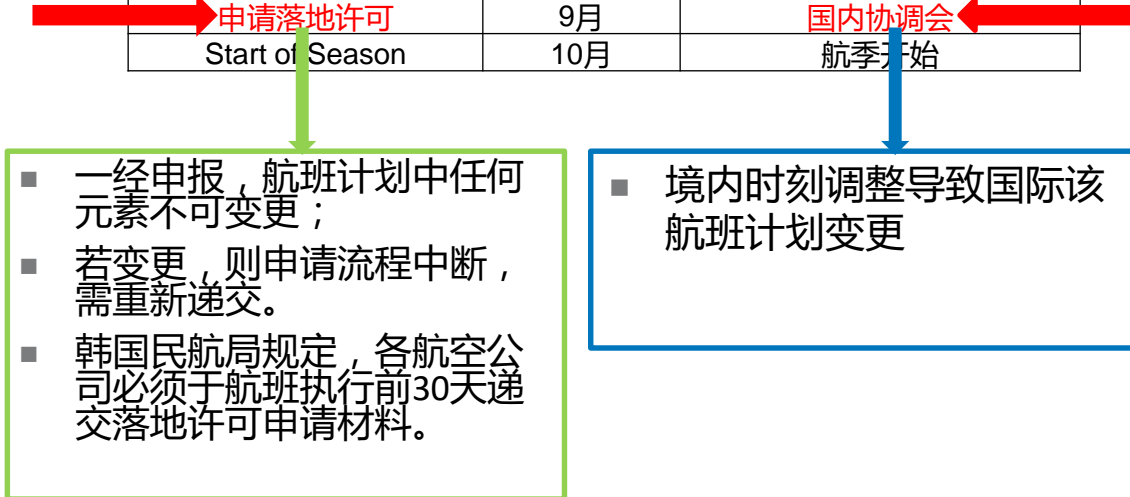 申请落地许可 9月 国内协调会
Start of Season 10月 航季开始
■ 一经申报，航班计划中任何
元素不可变更；
■ 若变更，则申请流程中断，
需重新递交。
■ 韩国民航局规定，各航空公
司必须于航班执行前30天递
交落地许可申请材料。
■ 境内时刻调整导致国际该
航班计划变更